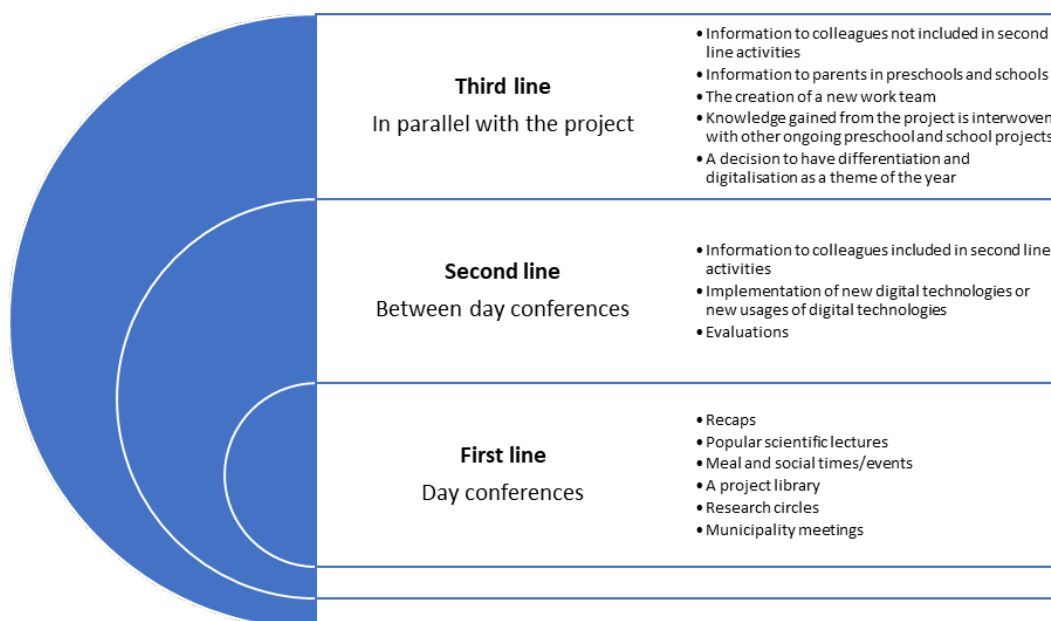 Third line
In parallel with the project
• Information to colleagues not included in second
line activities
• Information to parents in preschools and schools
• The creation of a new work team
• Knowledge gained from the project is interwoven
with other ongoing preschool and school projects
• A decision to have differentiation and
digitalisation as a theme of the year
Second line
Between day conferences
• Information to colleagues included in second line
activities
• Implementation of new digital technologies or
new usages of digital technologies
• Evaluations
First line
Day conferences
• Recaps
• Popular scientific lectures
• Meal and social times/events
• A project library
• Research circles
• Municipality meetings